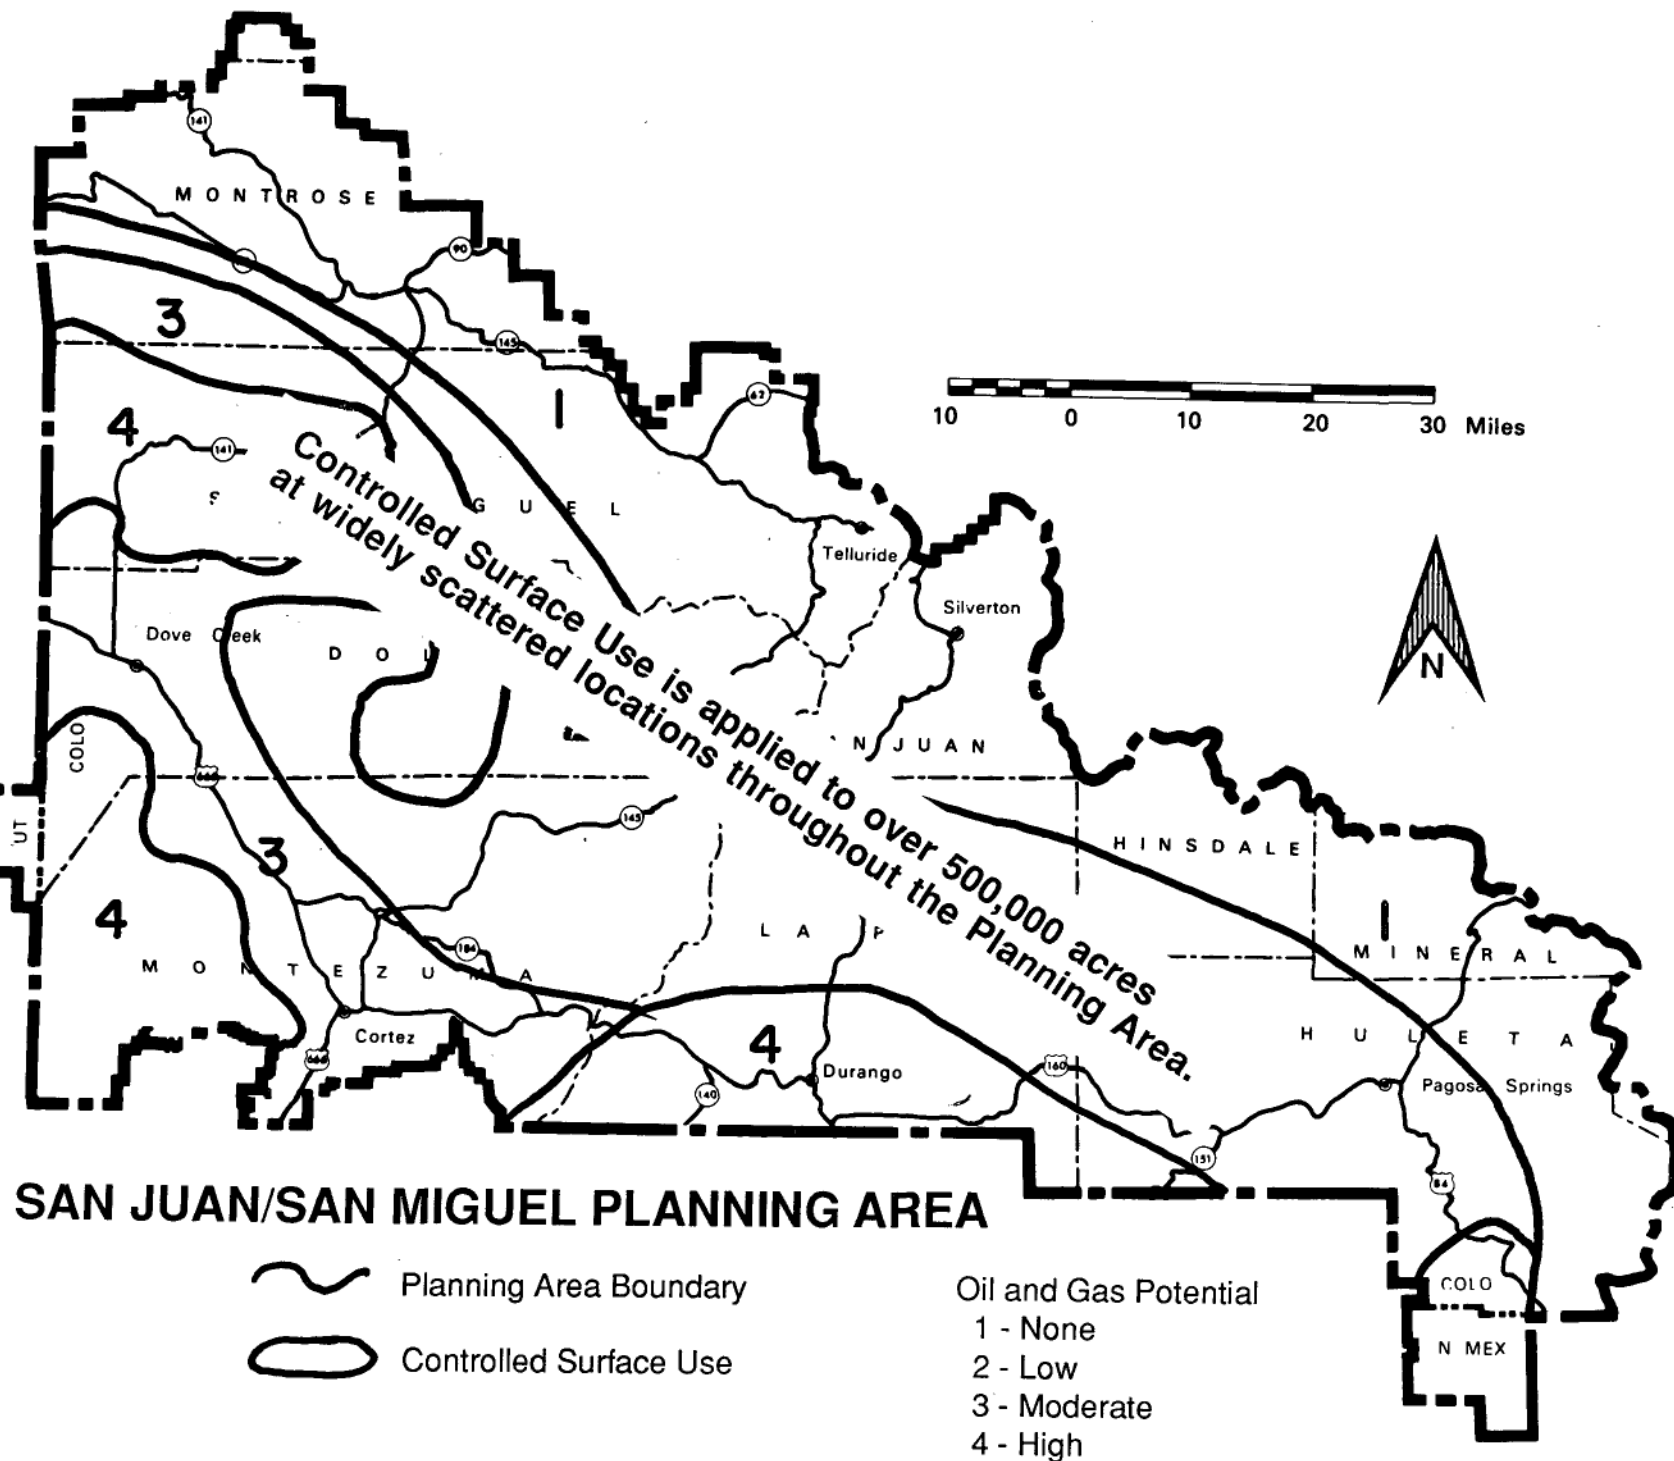 141
MONTROSE
90
3
145
1
62
10 0 10 20 30 Miles
4
141
S
GUEL
Controlled Surface Use is applied to over 500,000 acres
at widely scattered locations throughout the Planning Area.
Telluride
Silverton
N
Dove Creek
DOL
COLO
UT
666
N JUAN
145
HINSDALE
3
4
1
MINERAL
LA P
MONTEZUMA
184
HULETA
Cortez
666
4
Durango
160
140
Pagosa Springs
151
84
SAN JUAN/SAN MIGUEL PLANNING AREA
Planning Area Boundary
Controlled Surface Use
Oil and Gas Potential
1 - None
2 - Low
3 - Moderate
4 - High
COLO
N MEX